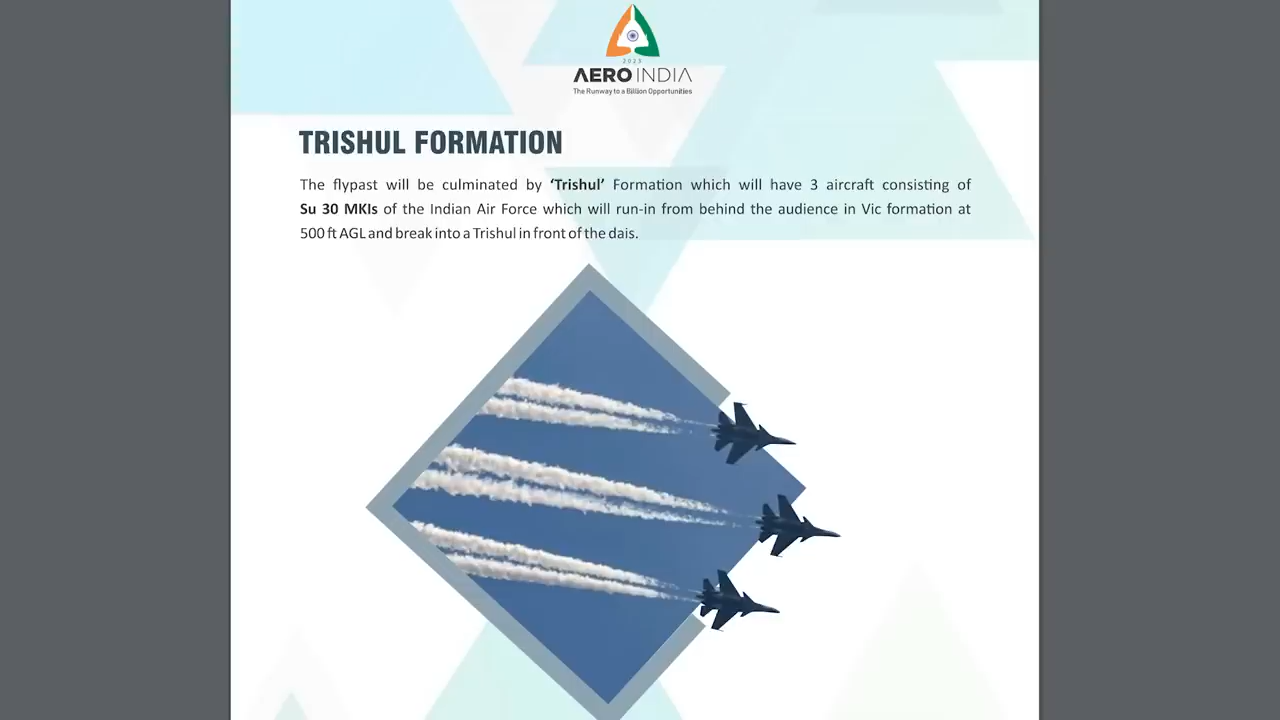 2023
AERO INDIA
The Runway to a Billion Opportunities
TRISHUL FORMATION
The flypast will be culminated by ‘Trishul’ Formation which will have 3 aircraft consisting of
Su 30 MKIs of the Indian Air Force which will run-in from behind the audience in Vic formation at
500 ft AGL and break into a Trishul in front of the dais.